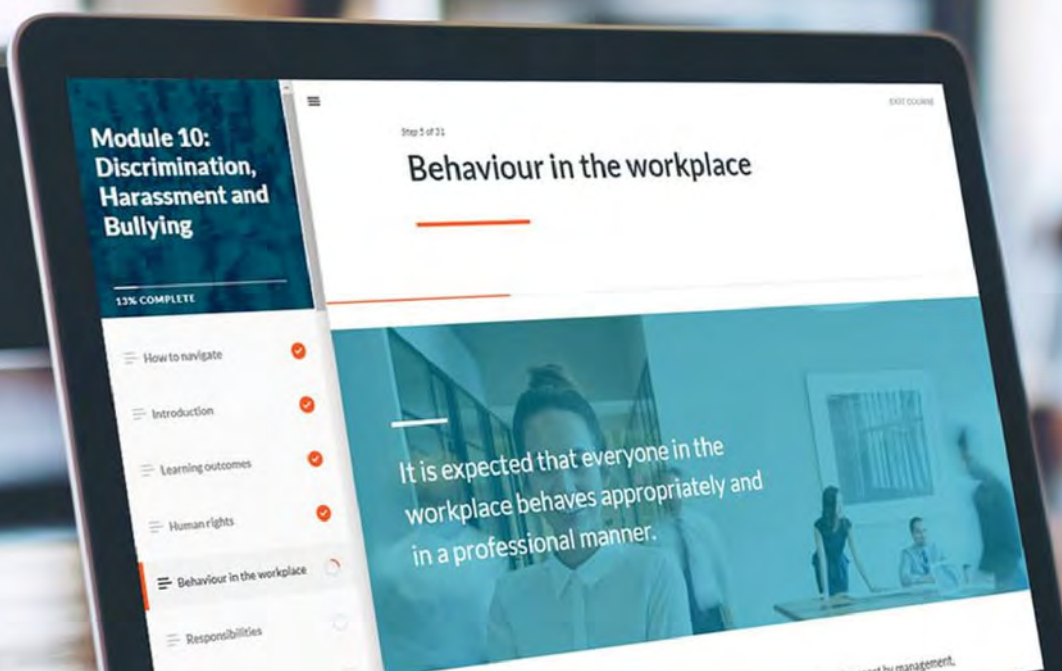 Module 10:
Discrimination,
Harassment and
Bullying
13% COMPLETE
How to navigate
Introduction
Learning outcomes
Human rights
Behaviour in the workplace
Responsibilities
EXIT COURSE
Step 5 of 31
Behaviour in the workplace
It is expected that everyone in the
workplace behaves appropriately and
in a professional manner.
by management,